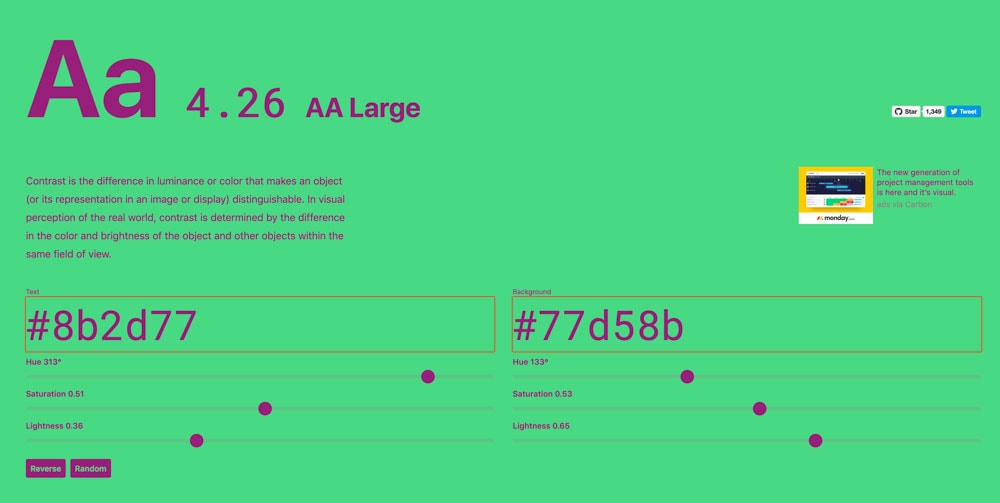 Aa 4.26 AA Large
Star 1,349 Tweet
Contrast is the difference in luminance or color that makes an object
(or its representation in an image or display) distinguishable. In visual
perception of the real world, contrast is determined by the difference
in the color and brightness of the object and other objects within the
same field of view.
monday.com
The new generation of
project management tools
is here and it's visual.
ads via Carbon
Text
#8b2d77
Hue 313°
Saturation 0.51
Lightness 0.36
Background
#77d58b
Hue 133°
Saturation 0.53
Lightness 0.65
Reverse Random